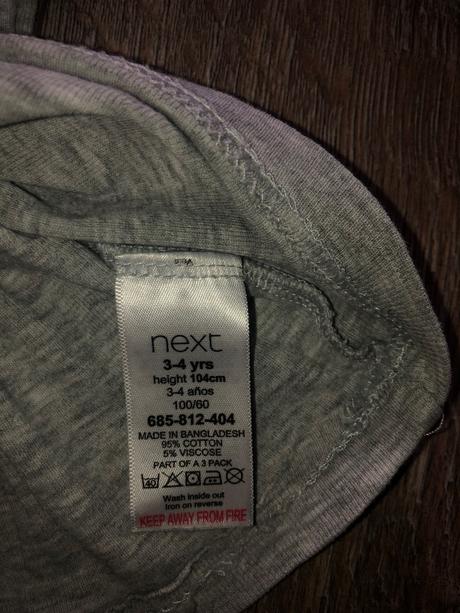 next
3-4 yrs
height 104cm
3-4 años
100/60
685-812-404
MADE IN BANGLADESH
95% COTTON
5% VISCOSE
PART OF A 3 PACK
40
Wash inside out
Iron on reverse
KEEP AWAY FROM FIRE